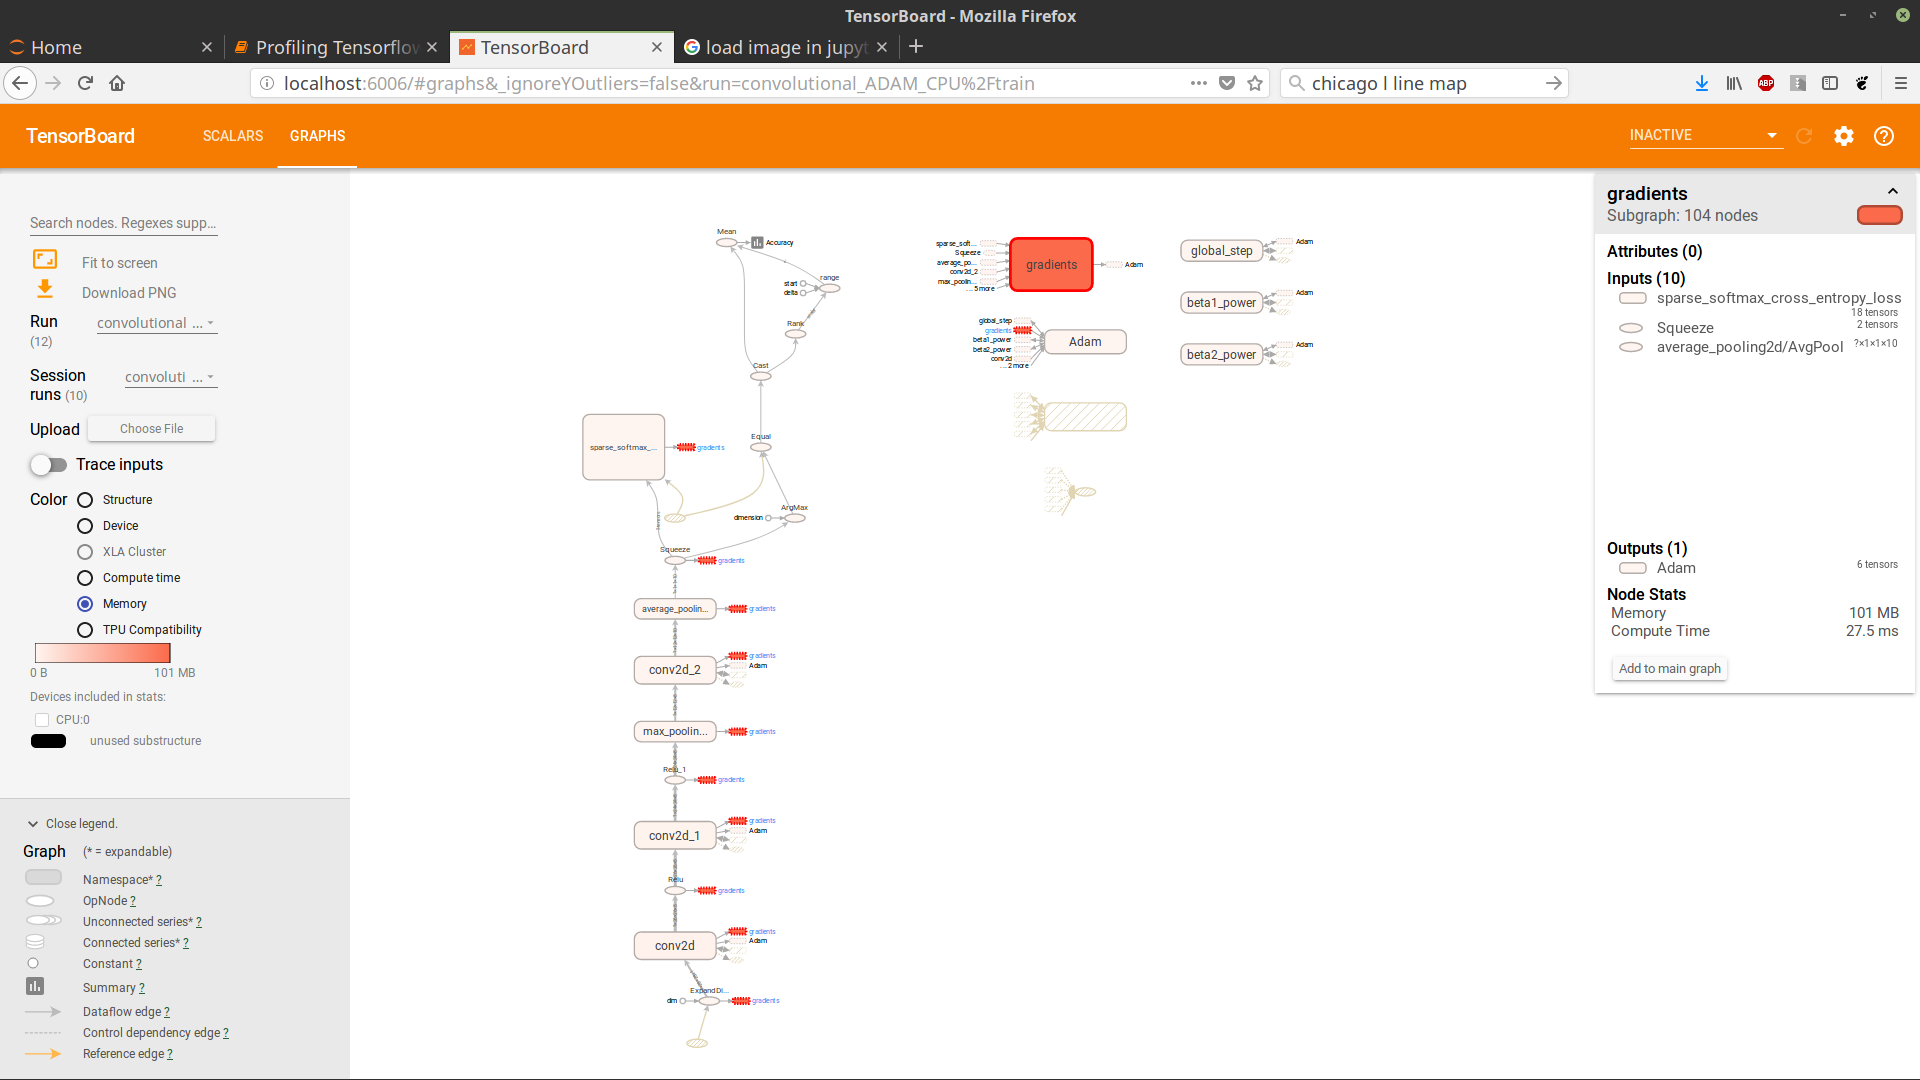 TensorBoard - Mozilla Firefox
Home
Profiling Tensorflow
TensorBoard
load image in jupyt
localhost:6006/#graphs&_ignoreYOutliers=false&run=convolutional_ADAM_CPU%2Ftrain
chicago l line map
ABP
TensorBoard
SCALARS
GRAPHS
INACTIVE
Search nodes. Regexes supp...
Fit to screen
Download PNG
Run
(12)
convolutional ...
Session
runs (10)
convoluti ...
Upload
Choose File
Trace inputs
Color
Structure
Device
XLA Cluster
Compute time
Memory
TPU Compatibility
0 B
101 MB
Devices included in stats:
CPU:0
unused substructure
Close legend.
Graph
(* = expandable)
Namespace* ?
OpNode ?
Unconnected series* ?
Connected series* ?
Constant ?
Summary ?
Dataflow edge ?
Control dependency edge ?
Reference edge ?
Mean
Accuracy
range
start
delta
Rank
Cast
sparse_softmax_...
gradients
Equal
ArgMax
dimension
Squeeze
gradients
average_poolin...
gradients
conv2d_2
gradients
Adam
max_poolin...
gradients
Relu_1
gradients
conv2d_1
gradients
Adam
Relu
gradients
conv2d
gradients
Adam
ExpandDi...
dim
gradients
sparse_soft...
Squeeze
average_po...
conv2d_2
max_poolin...
... 5 more
gradients
Adam
global_step
gradients
beta1_power
beta2_power
conv2d
... 2 more
Adam
global_step
Adam
beta1_power
Adam
beta2_power
Adam
gradients
Subgraph: 104 nodes
Attributes (0)
Inputs (10)
sparse_softmax_cross_entropy_loss
18 tensors
Squeeze
2 tensors
average_pooling2d/AvgPool
?×1×1×10
Outputs (1)
Adam
6 tensors
Node Stats
Memory
101 MB
Compute Time
27.5 ms
Add to main graph